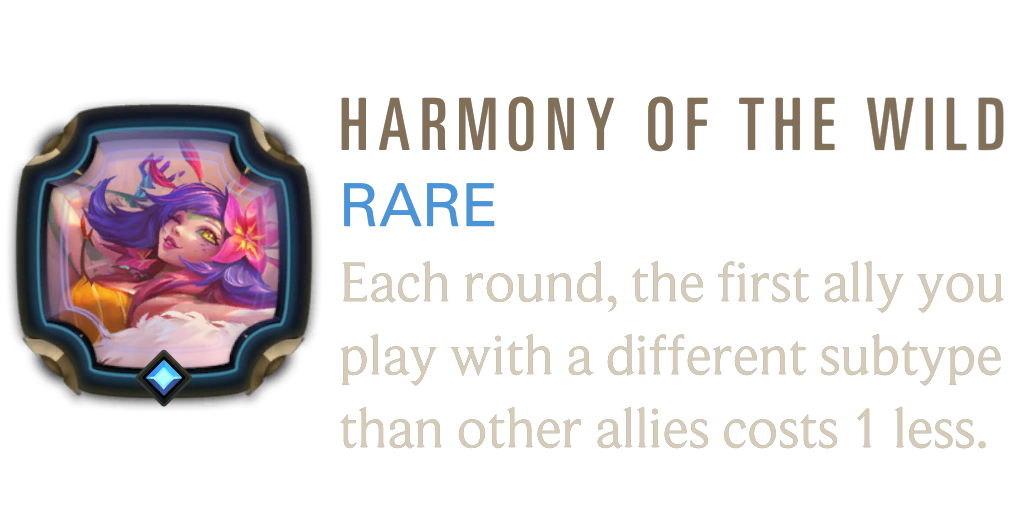 HARMONY OF THE WILD
RARE
Each round, the first ally you
play with a different subtype
than other allies costs 1 less.